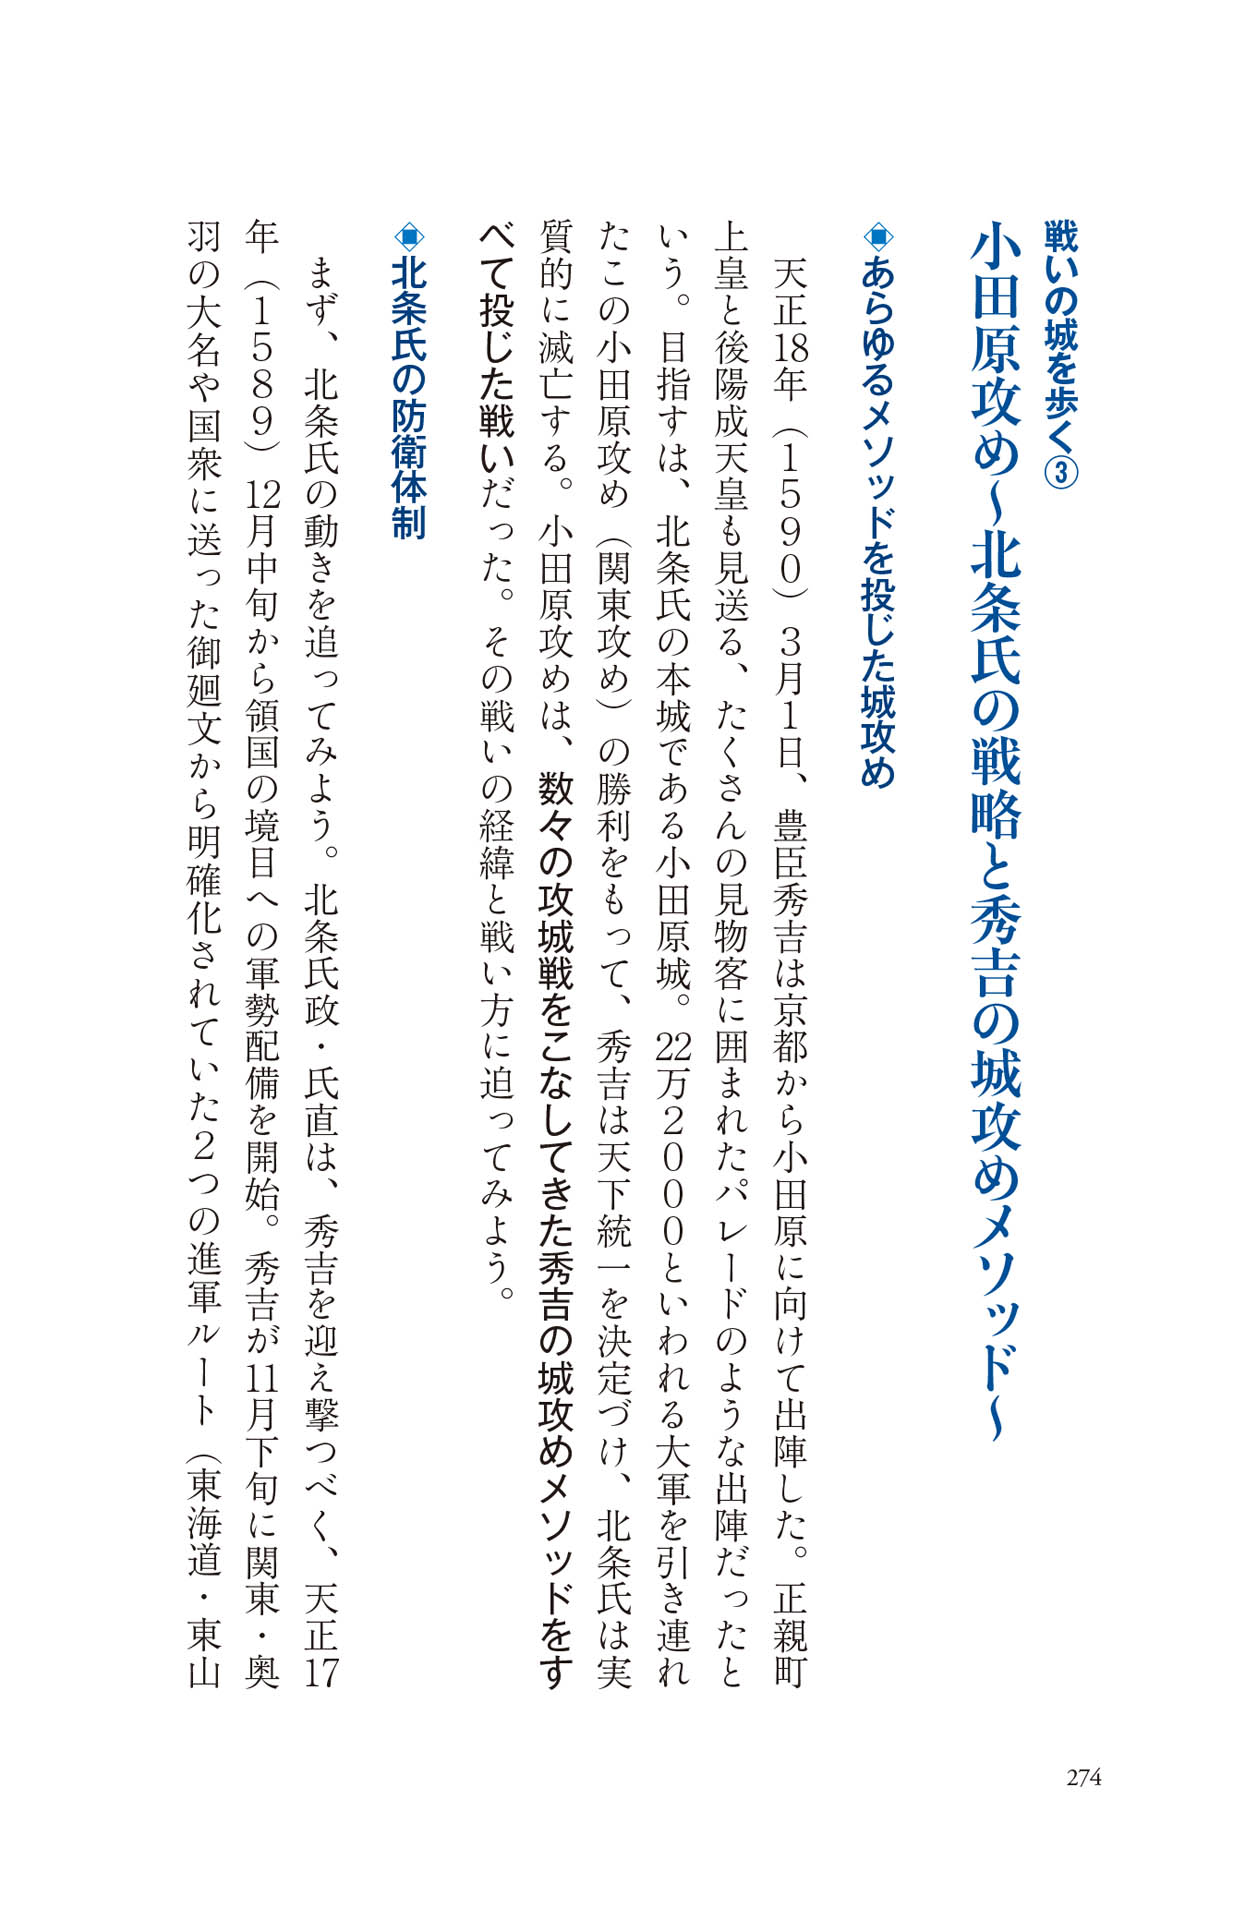 戦いの城を歩く③
小田原攻め〜北条氏の戦略と秀吉の城攻めメソッド〜
◈あらゆるメソッドを投じた城攻め
天正18年（1590）3月1日、豊臣秀吉は京都から小田原に向けて出陣した。正親町
上皇と後陽成天皇も見送る、たくさんの見物客に囲まれたパレードのような出陣だったと
いう。目指すは、北条氏の本城である小田原城。22万2000といわれる大軍を引き連れ
たこの小田原攻め（関東攻め）の勝利をもって、秀吉は天下統一を決定づけ、北条氏は実
質的に滅亡する。小田原攻めは、数々の攻城戦をこなしてきた秀吉の城攻めメソッドをす
べて投じた戦いだった。その戦いの経緯と戦い方に迫ってみよう。
◈北条氏の防衛体制
まず、北条氏の動きを追ってみよう。北条氏政・氏直は、秀吉を迎え撃つべく、天正17
年（1589）12月中旬から領国の境目への軍勢配備を開始。秀吉が11月下旬に関東・奥
羽の大名や国衆に送った御廻文から明確化されていた2つの進軍ルート（東海道・東山
274